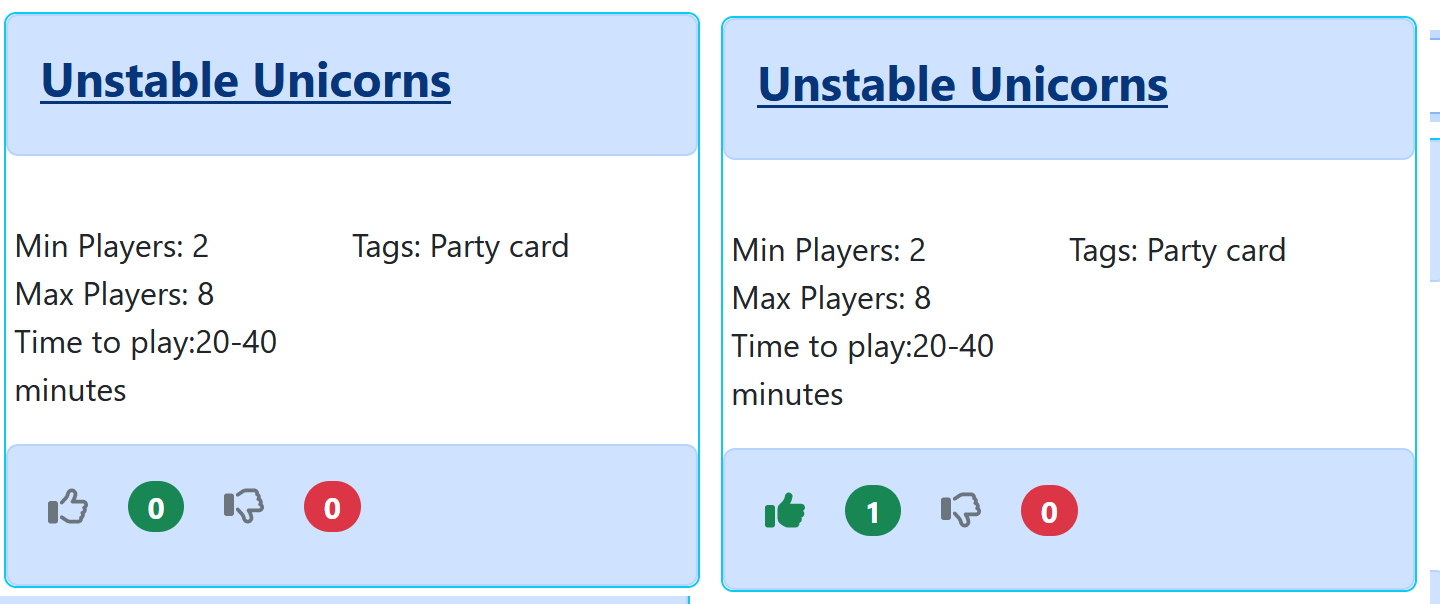 Unstable Unicorns
Min Players: 2
Max Players: 8
Time to play:20-40
minutes
Tags: Party card
0
0
Unstable Unicorns
Min Players: 2
Max Players: 8
Time to play:20-40
minutes
Tags: Party card
1
0